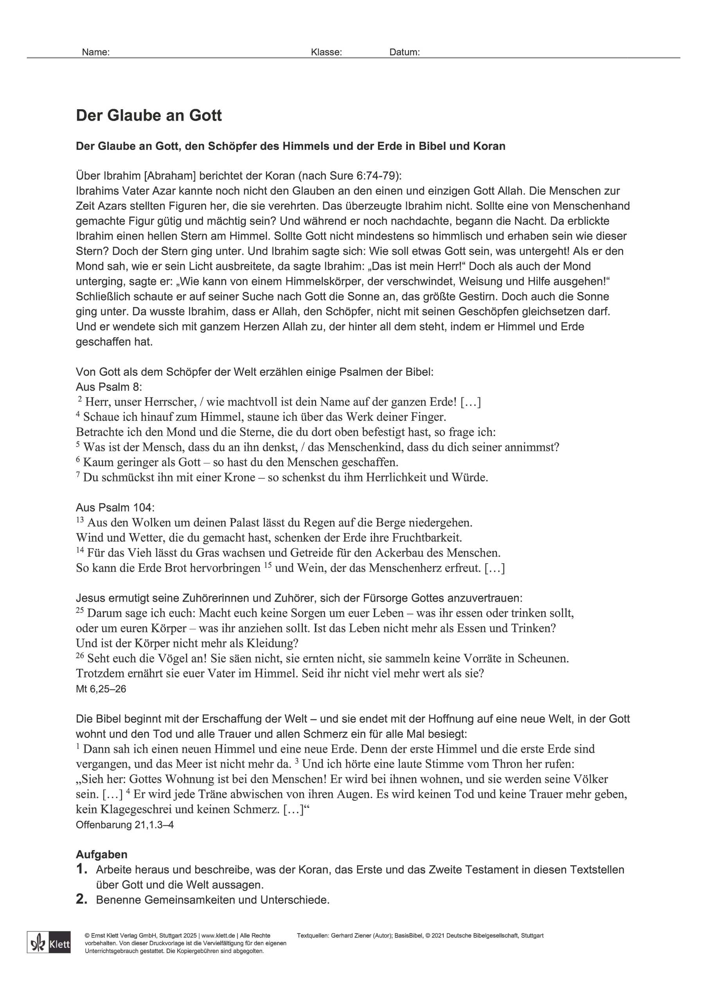 Name: Klasse: Datum:
Der Glaube an Gott
Der Glaube an Gott, den Schöpfer des Himmels und der Erde in Bibel und Koran
Über Ibrahim [Abraham] berichtet der Koran (nach Sure 6:74-79):
Ibrahims Vater Azar kannte noch nicht den Glauben an den einen und einzigen Gott Allah. Die Menschen zur
Zeit Azars stellten Figuren her, die sie verehrten. Das überzeugte Ibrahim nicht. Sollte eine von Menschenhand
gemachte Figur gütig und mächtig sein? Und während er noch nachdachte, begann die Nacht. Da erblickte
Ibrahim einen hellen Stern am Himmel. Sollte Gott nicht mindestens so himmlisch und erhaben sein wie dieser
Stern? Doch der Stern ging unter. Und Ibrahim sagte sich: Wie soll etwas Gott sein, was untergeht! Als er den
Mond sah, wie er sein Licht ausbreitete, da sagte Ibrahim: „Das ist mein Herr!“ Doch als auch der Mond
unterging, sagte er: „Wie kann von einem Himmelskörper, der verschwindet, Weisung und Hilfe ausgehen!“
Schließlich schaute er auf seiner Suche nach Gott die Sonne an, das größte Gestirn. Doch auch die Sonne
ging unter. Da wusste Ibrahim, dass er Allah, den Schöpfer, nicht mit seinen Geschöpfen gleichsetzen darf.
Und er wendete sich mit ganzem Herzen Allah zu, der hinter all dem steht, indem er Himmel und Erde
geschaffen hat.
Von Gott als dem Schöpfer der Welt erzählen einige Psalmen der Bibel:
Aus Psalm 8:
2 Herr, unser Herrscher, / wie machtvoll ist dein Name auf der ganzen Erde! […]
4 Schaue ich hinauf zum Himmel, staune ich über das Werk deiner Finger.
Betrachte ich den Mond und die Sterne, die du dort oben befestigt hast, so frage ich:
5 Was ist der Mensch, dass du an ihn denkst, / das Menschenkind, dass du dich seiner annimmst?
6 Kaum geringer als Gott – so hast du den Menschen geschaffen.
7 Du schmückst ihn mit einer Krone – so schenkst du ihm Herrlichkeit und Würde.
Aus Psalm 104:
13 Aus den Wolken um deinen Palast lässt du Regen auf die Berge niedergehen.
Wind und Wetter, die du gemacht hast, schenken der Erde ihre Fruchtbarkeit.
14 Für das Vieh lässt du Gras wachsen und Getreide für den Ackerbau des Menschen.
So kann die Erde Brot hervorbringen 15 und Wein, der das Menschenherz erfreut. […]
Jesus ermutigt seine Zuhörerinnen und Zuhörer, sich der Fürsorge Gottes anzuvertrauen:
25 Darum sage ich euch: Macht euch keine Sorgen um euer Leben – was ihr essen oder trinken sollt,
oder um euren Körper – was ihr anziehen sollt. Ist das Leben nicht mehr als Essen und Trinken?
Und ist der Körper nicht mehr als Kleidung?
26 Seht euch die Vögel an! Sie säen nicht, sie ernten nicht, sie sammeln keine Vorräte in Scheunen.
Trotzdem ernährt sie euer Vater im Himmel. Seid ihr nicht viel mehr wert als sie?
Mt 6,25–26
Die Bibel beginnt mit der Erschaffung der Welt – und sie endet mit der Hoffnung auf eine neue Welt, in der Gott
wohnt und den Tod und alle Trauer und allen Schmerz ein für alle Mal besiegt:
1 Dann sah ich einen neuen Himmel und eine neue Erde. Denn der erste Himmel und die erste Erde sind
vergangen, und das Meer ist nicht mehr da. 3 Und ich hörte eine laute Stimme vom Thron her rufen:
„Sieh her: Gottes Wohnung ist bei den Menschen! Er wird bei ihnen wohnen, und sie werden seine Völker
sein. […] 4 Er wird jede Träne abwischen von ihren Augen. Es wird keinen Tod und keine Trauer mehr geben,
kein Klagegeschrei und keinen Schmerz. […]“
Offenbarung 21,1.3–4
Aufgaben
1. Arbeite heraus und beschreibe, was der Koran, das Erste und das Zweite Testament in diesen Textstellen
über Gott und die Welt aussagen.
2. Benenne Gemeinsamkeiten und Unterschiede.
Klett
© Ernst Klett Verlag GmbH, Stuttgart 2025 | www.klett.de | Alle Rechte
vorbehalten. Von dieser Druckvorlage ist die Vervielfältigung für den eigenen
Unterrichtsgebrauch gestattet. Die Kopiergebühren sind abgegolten.
Textquellen: Gerhard Ziener (Autor); BasisBibel, © 2021 Deutsche Bibelgesellschaft, Stuttgart